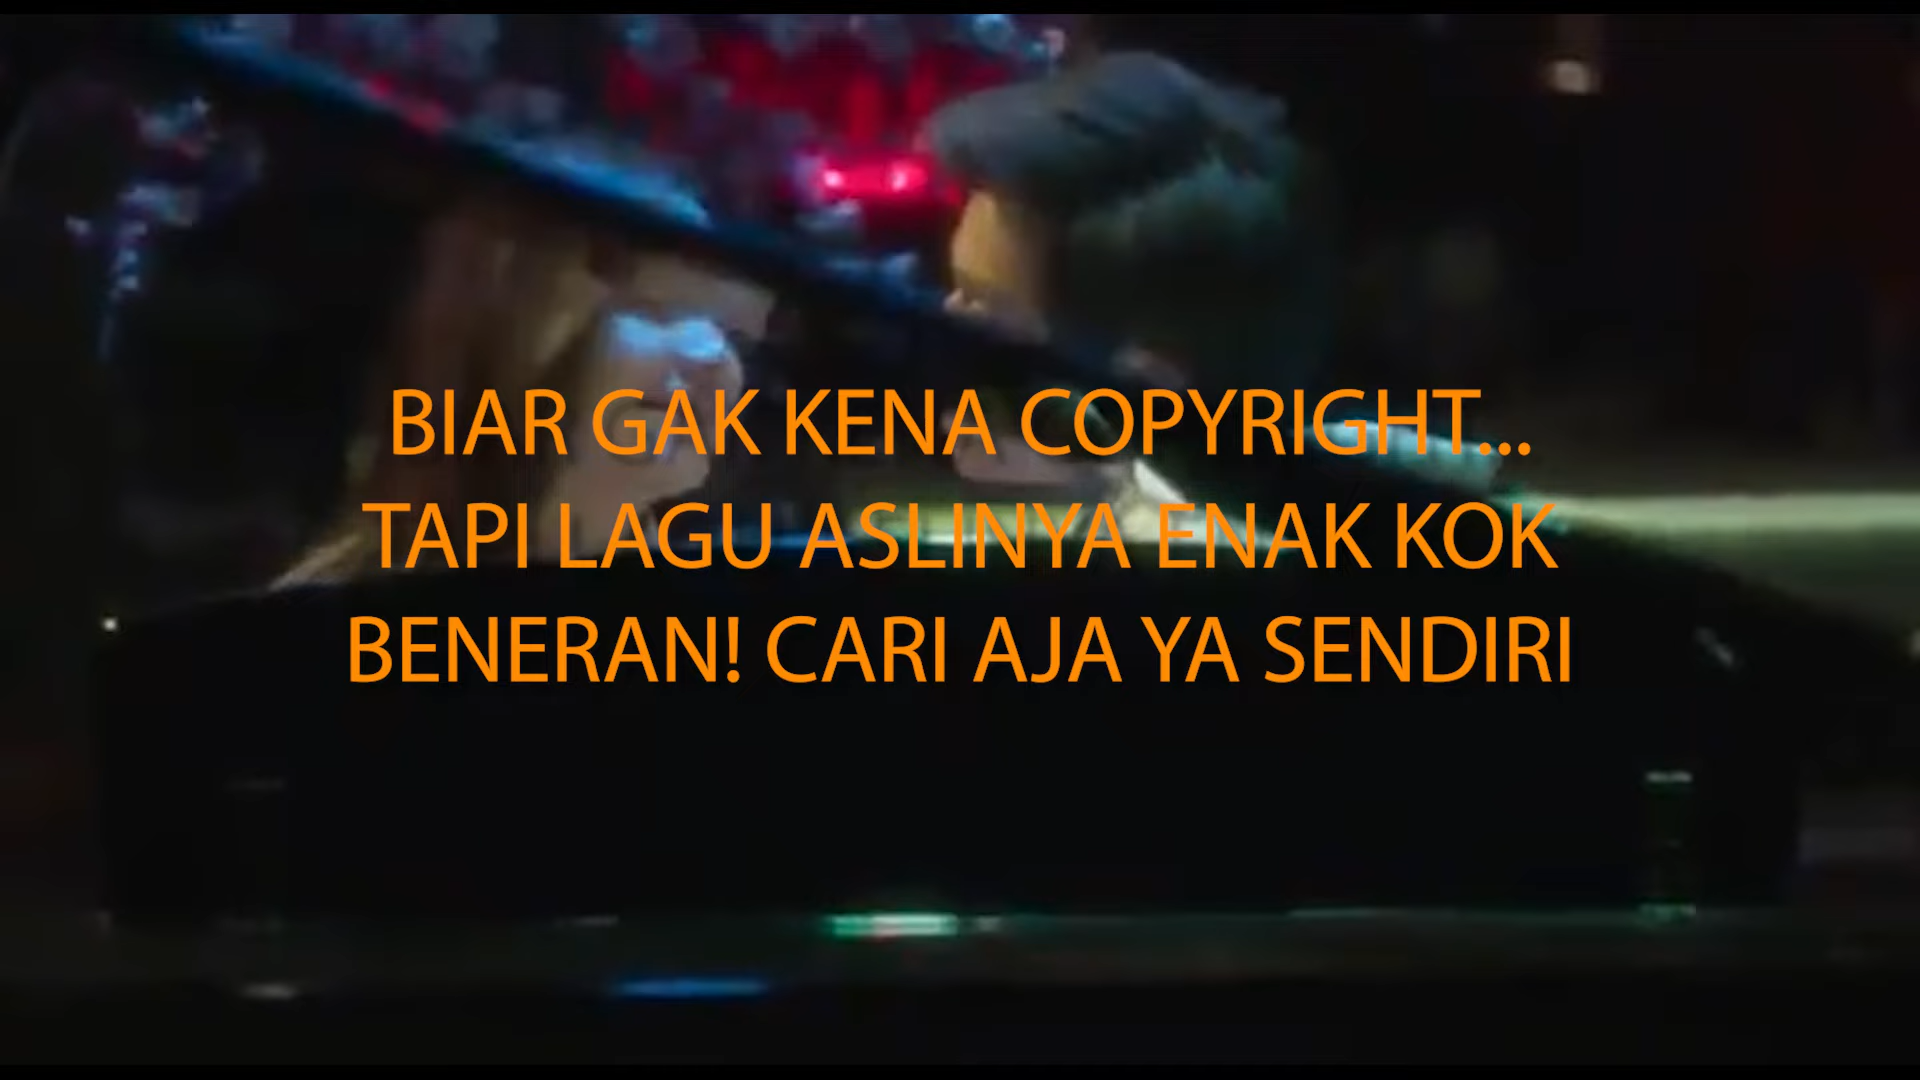 BIAR GAK KENA COPYRIGHT...
TAPI LAGU ASLINYA ENAK KOK
BENERAN! CARI AJA YA SENDIRI